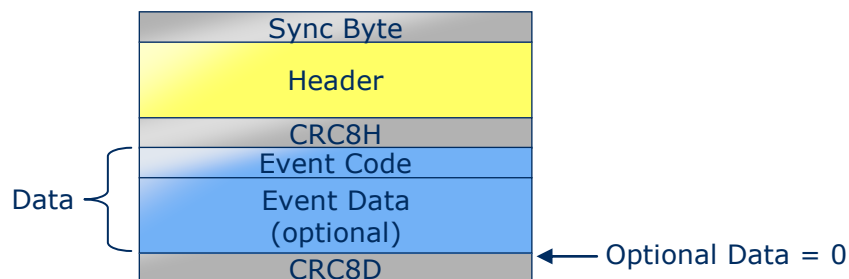 Sync Byte
Header
CRC8H
Event Code
Data
Event Data
(optional)
Optional Data = 0
CRC8D